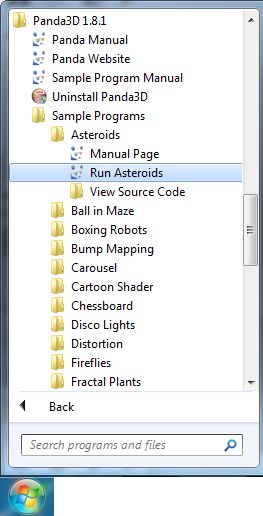 Panda3D 1.8.1
Panda Manual
Panda Website
Sample Program Manual
Uninstall Panda3D
Sample Programs
Asteroids
Manual Page
Run Asteroids
View Source Code
Ball in Maze
Boxing Robots
Bump Mapping
Carousel
Cartoon Shader
Chessboard
Disco Lights
Distortion
Fireflies
Fractal Plants
Back
Search programs and files